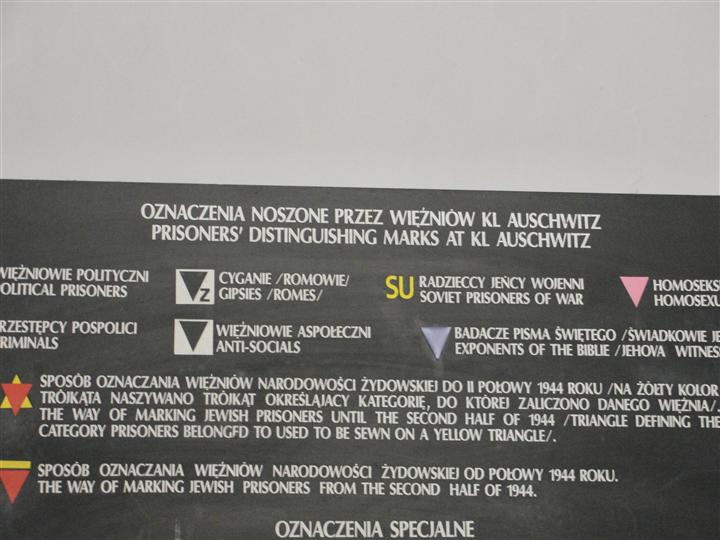 OZNACZENIA NOSZONE PRZEZ WIĘŹNIÓW KL AUSCHWITZ
PRISONERS' DISTINGUISHING MARKS AT KL AUSCHWITZ
WIĘŹNIOWIE POLITYCZNI
POLITICAL PRISONERS
Z
CYGANIE /ROMOWIE/
GIPSIES /ROMES/
SU
RADZIECCY JEŃCY WOJENNI
SOVIET PRISONERS OF WAR
HOMOSEKS
HOMOSEXU
RZESTĘPCY POSPOLICI
RIMINALS
WIĘŹNIOWIE ASPOŁECZNI
ANTI-SOCIALS
BADACZE PISMA ŚWIĘTEGO /ŚWIADKOWIE JE
EXPONENTS OF THE BIBLIE /JEHOVA WITNESS
SPOSÓB OZNACZANIA WIĘŹNIÓW NARODOWOŚCI ŻYDOWSKIEJ DO II POŁOWY 1944 ROKU /NA ŻÓŁTY KOLOR
TRÓJKĄTA NASZYWANO TRÓJKĄT OKREŚLAJĄCY KATEGORIĘ, DO KTÓREJ ZALICZONO DANEGO WIĘŹNIA/.
THE WAY OF MARKING JEWISH PRISONERS UNTIL THE SECOND HALF OF 1944 /TRIANGLE DEFINING THE
CATEGORY PRISONERS BELONGFD TO USED TO BE SEWN ON A YELLOW TRIANGLE/.
SPOSÓB OZNACZANIA WIĘŹNIÓW NARODOWOŚCI ŻYDOWSKIEJ OD POŁOWY 1944 ROKU.
THE WAY OF MARKING JEWISH PRISONERS FROM THE SECOND HALF OF 1944.
OZNACZENIA SPECJALNE